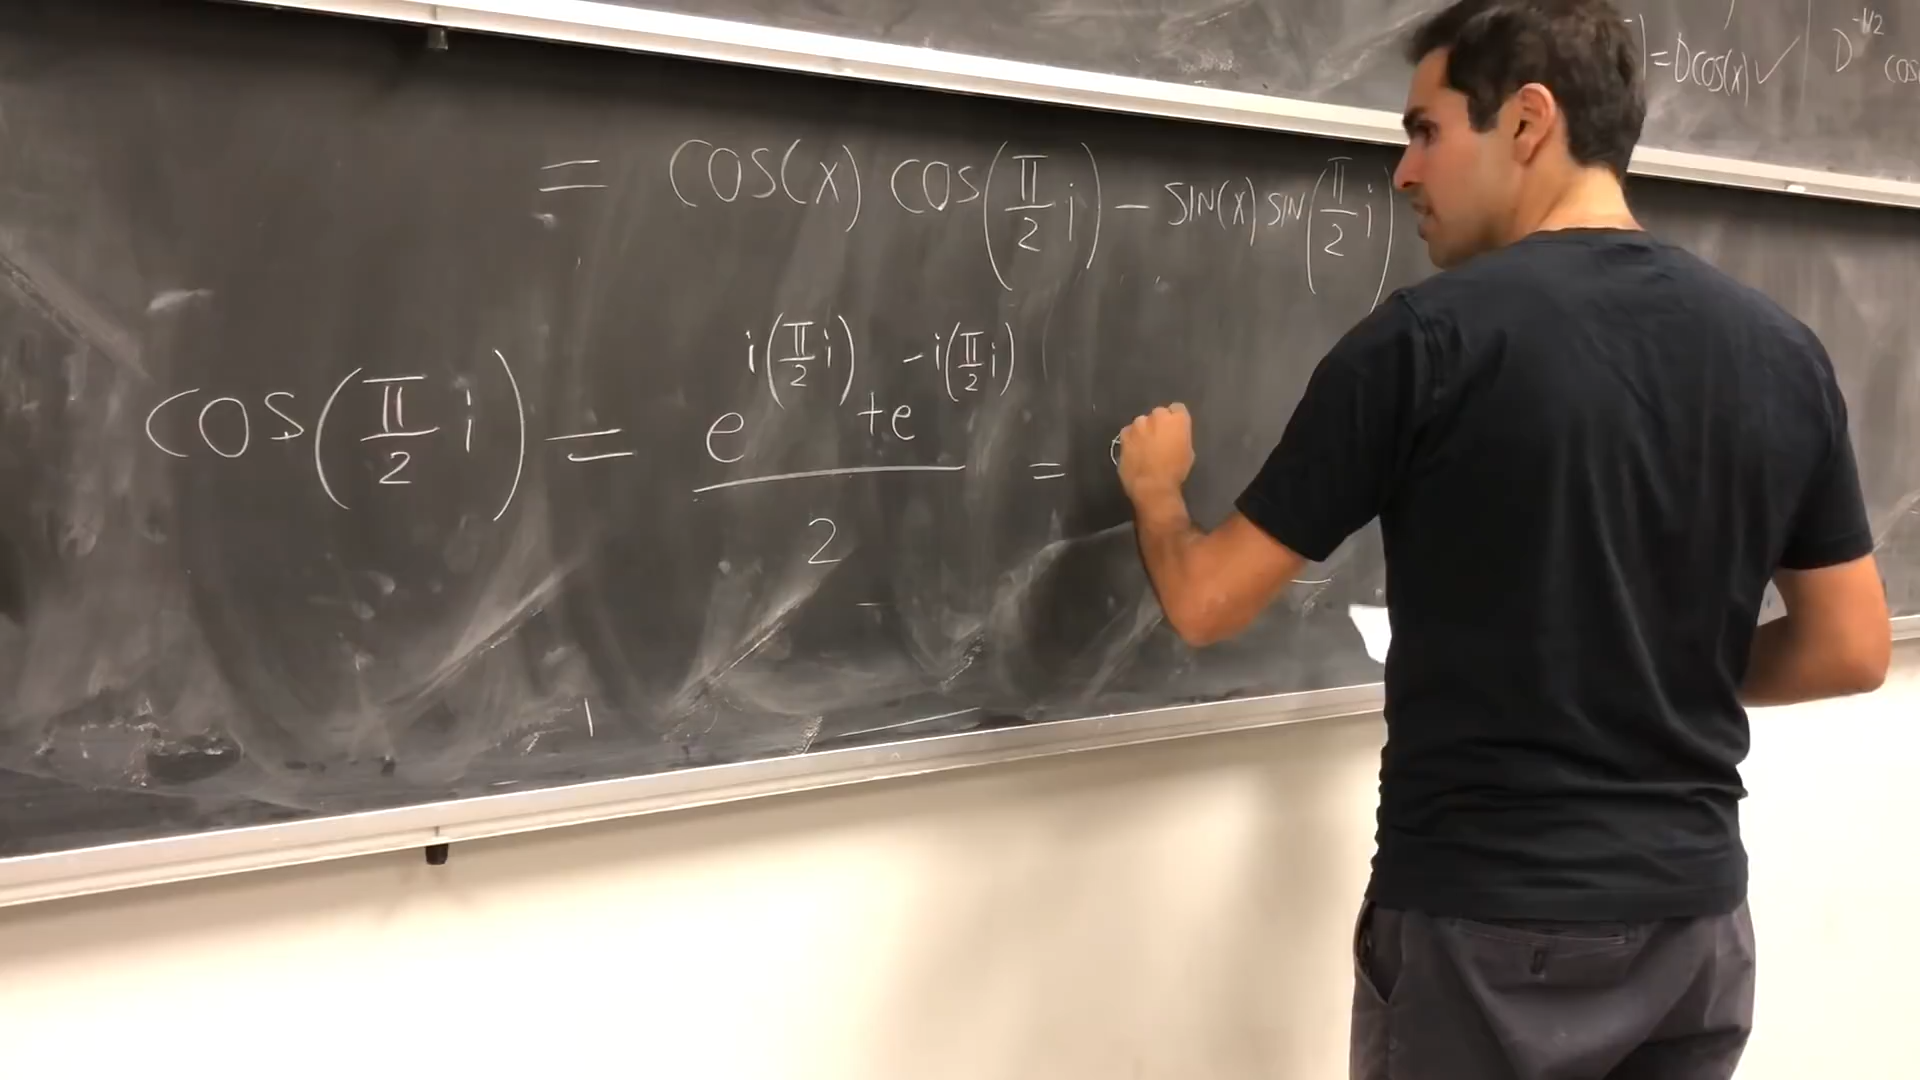 = Dcos(x) ✓ | D^-1/2 cos
= COS(x) COS(π/2 i) - SIN(x) SIN(π/2 i)
COS(π/2 i) = (e^{i(π/2 i)} + e^{-i(π/2 i)})/2 = e